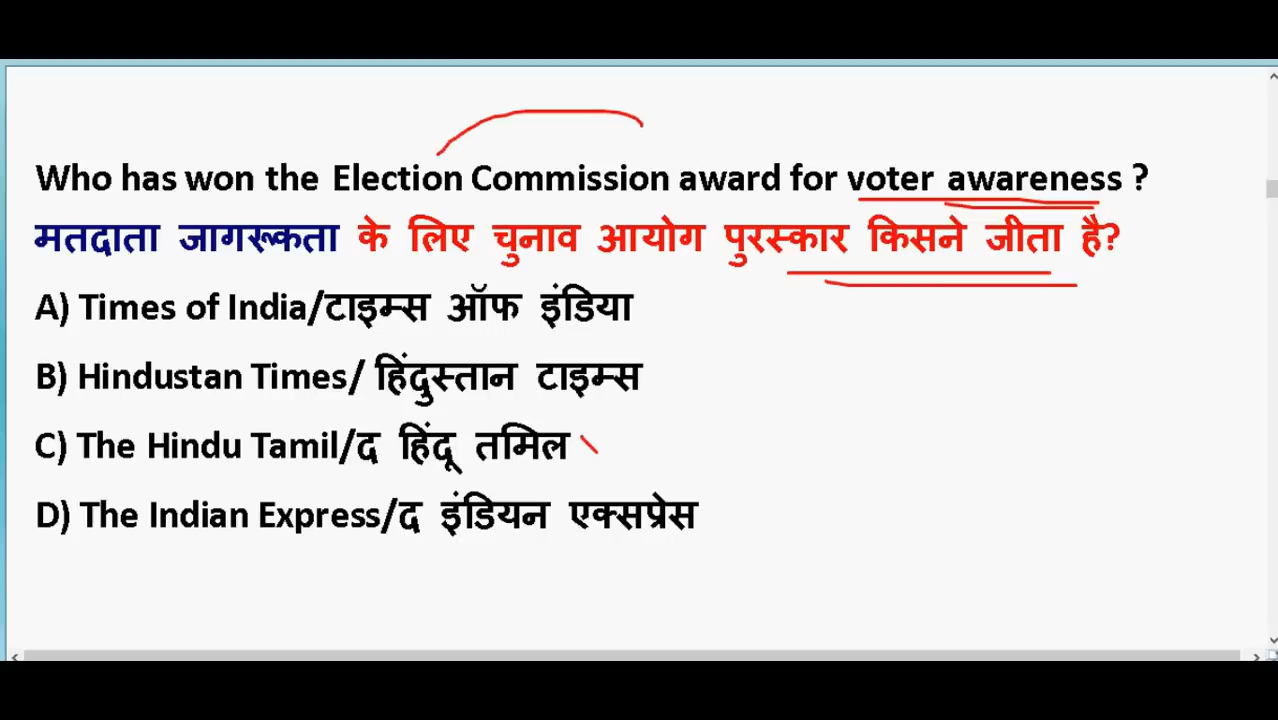 Who has won the Election Commission award for voter awareness ?
मतदाता जागरूकता के लिए चुनाव आयोग पुरस्कार किसने जीता है?
A) Times of India/टाइम्स ऑफ इंडिया
B) Hindustan Times/ हिंदुस्तान टाइम्स
C) The Hindu Tamil/द हिंदू तमिल
D) The Indian Express/द इंडियन एक्सप्रेस